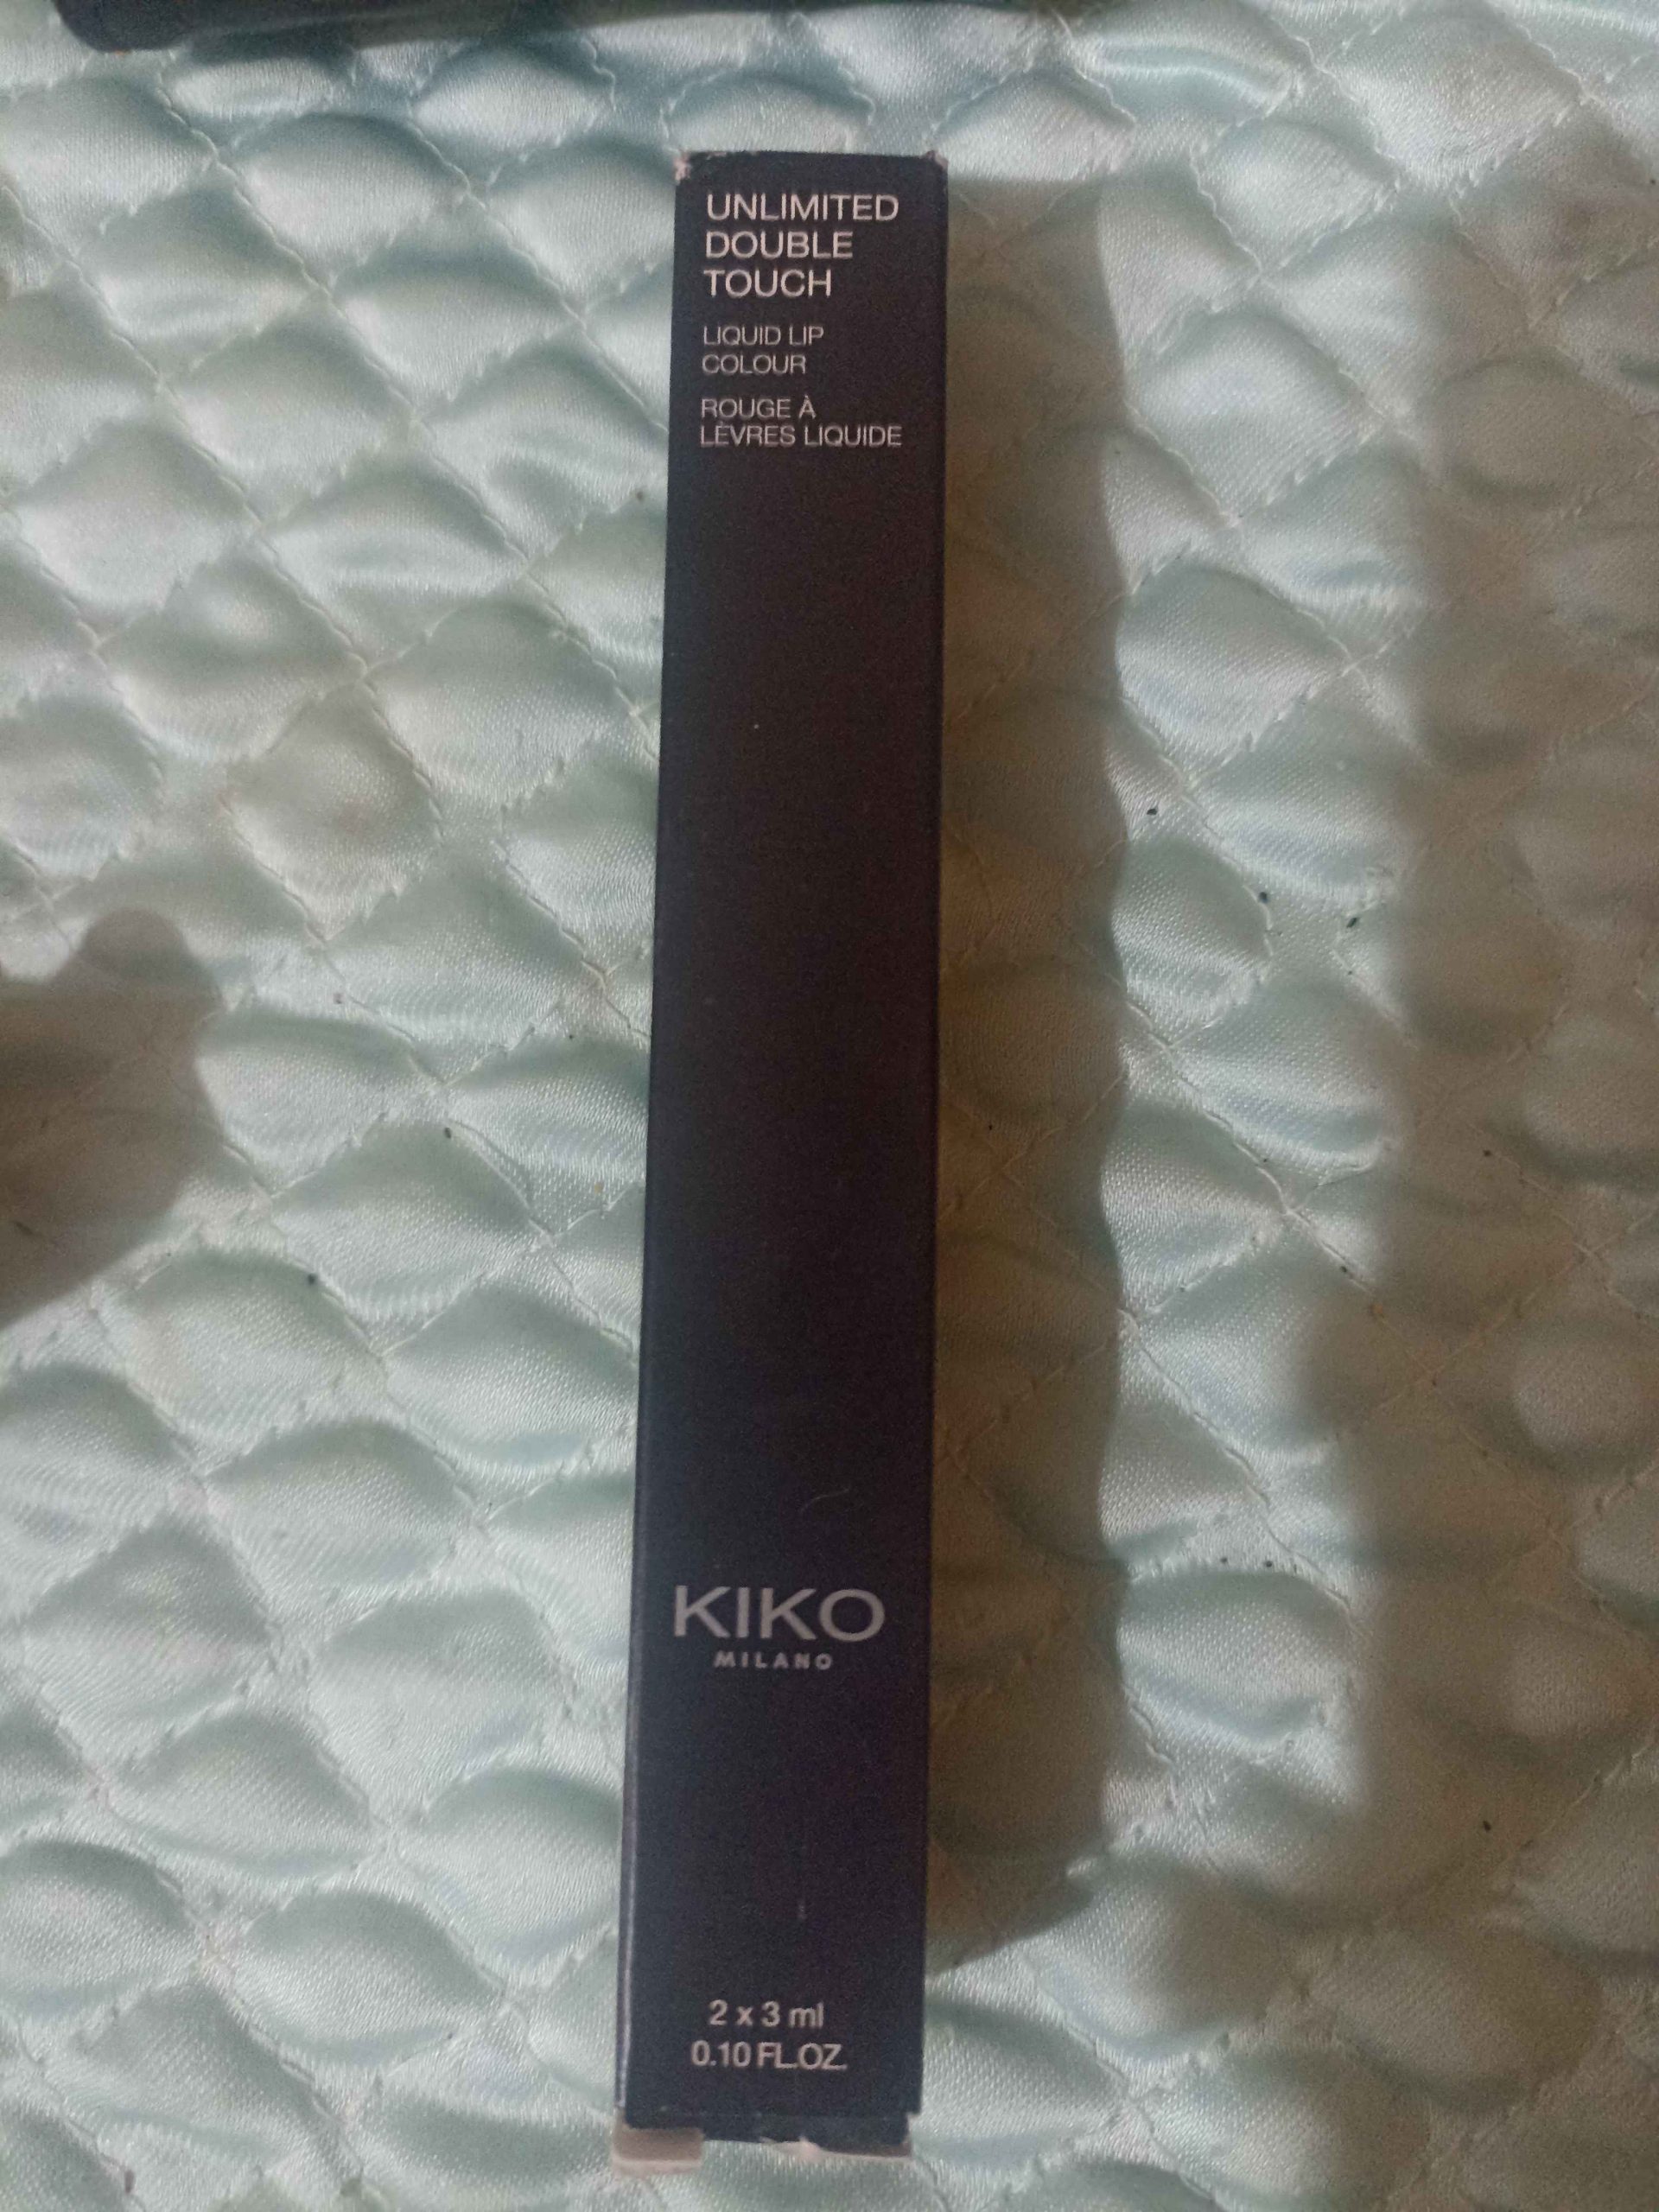 UNLIMITED
DOUBLE
TOUCH
LIQUID LIP
COLOUR
ROUGE À
LÈVRES LIQUIDE
KIKO
MILANO
2 x 3 ml
0.10 FL.OZ.